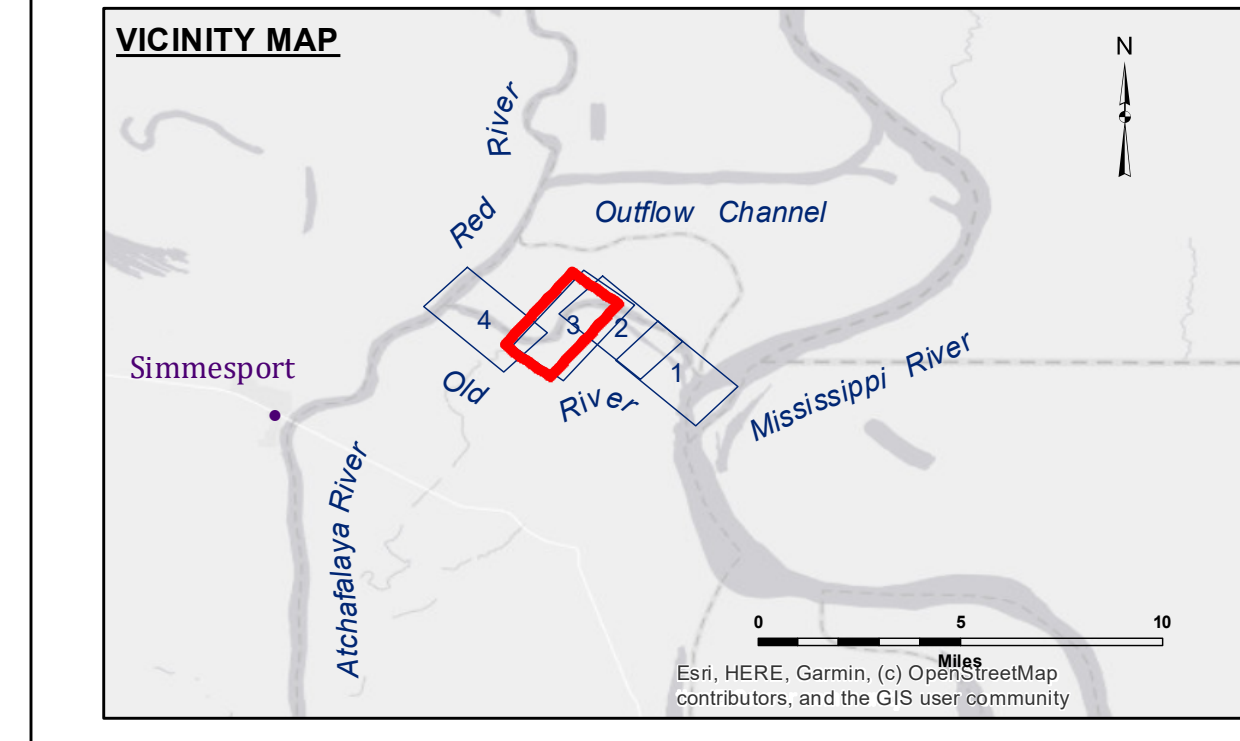 VICINITY MAP
N
Red River
Outflow Channel
4
3
2
1
Simmesport
Old River
Mississippi River
Atchafalaya River
0 5 10
Miles
Esri, HERE, Garmin, (c) OpenStreetMap
contributors, and the GIS user community